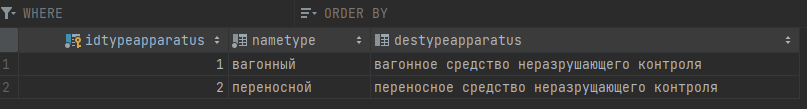 WHERE ORDER BY
idtypeapparatus nametype destypeapparatus
1 1 вагонный вагонное средство неразрушающего контроля
2 2 переносной переносное средство неразрущающего контроля